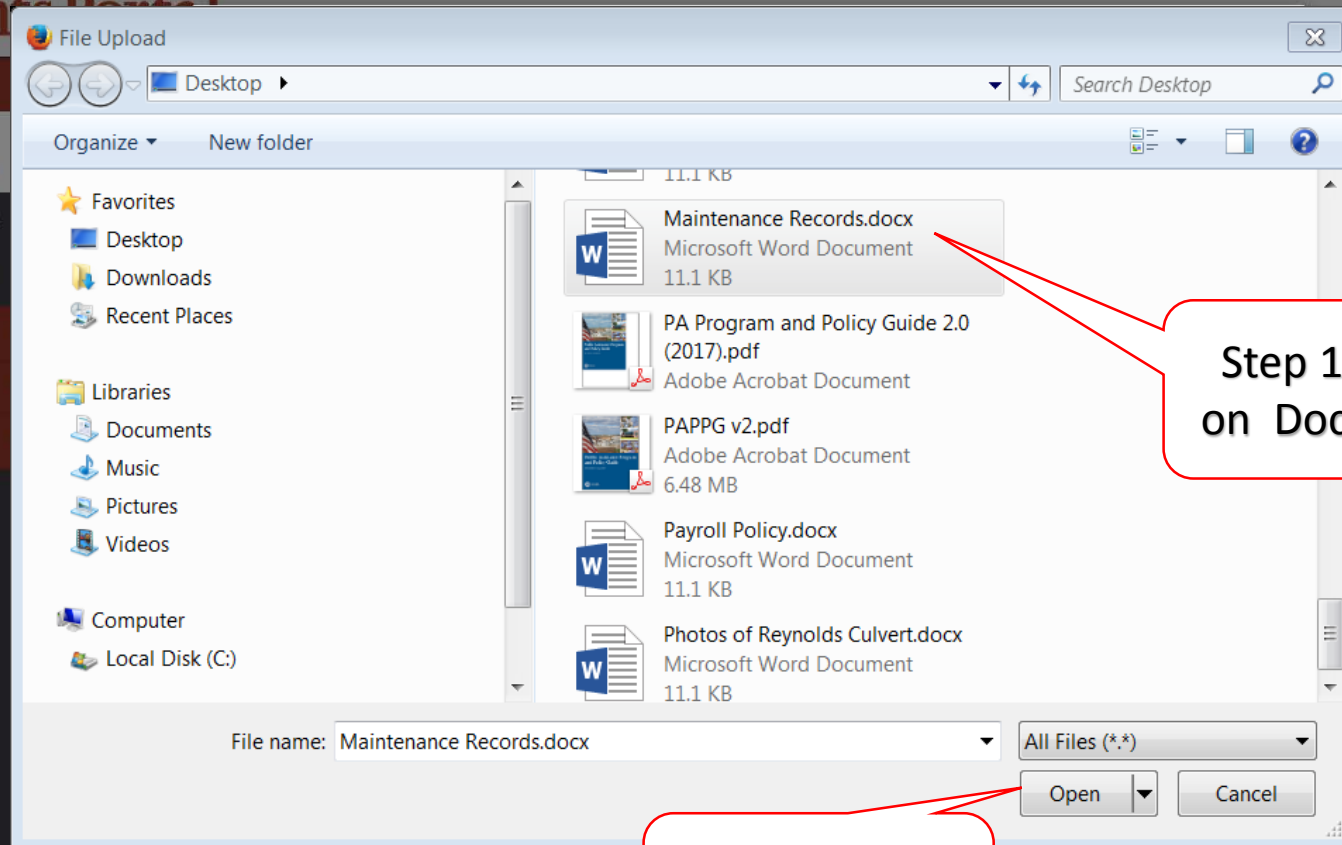 File Upload
Desktop
Search Desktop
Organize
New folder
Favorites
Desktop
Downloads
Recent Places
Libraries
Documents
Music
Pictures
Videos
Computer
Local Disk (C:)
11.1 KB
Maintenance Records.docx
Microsoft Word Document
11.1 KB
PA Program and Policy Guide 2.0
(2017).pdf
Adobe Acrobat Document
PAPPG v2.pdf
Adobe Acrobat Document
6.48 MB
Payroll Policy.docx
Microsoft Word Document
11.1 KB
Photos of Reynolds Culvert.docx
Microsoft Word Document
11.1 KB
Step 1
on Doc
File name: Maintenance Records.docx
All Files (*.*)
Open
Cancel